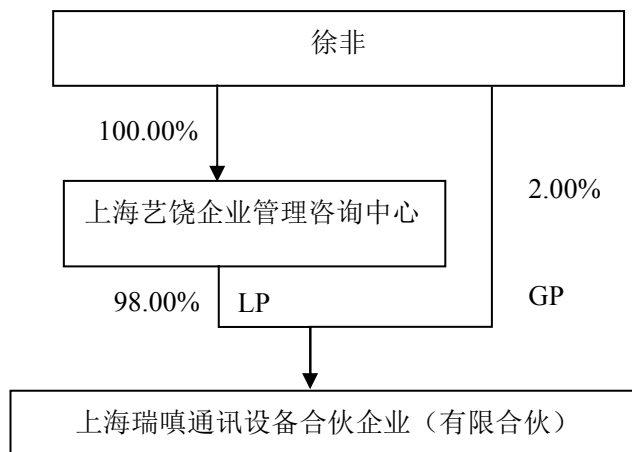 徐非
100.00%
2.00%
上海艺饶企业管理咨询中心
98.00% LP
GP
上海瑞嗔通讯设备合伙企业（有限合伙）